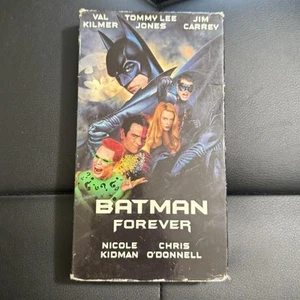 VAL TOMMY LEE JIM
KILMER JONES CARREY
BATMAN
FOREVER
NICOLE CHRIS
KIDMAN O'DONNELL